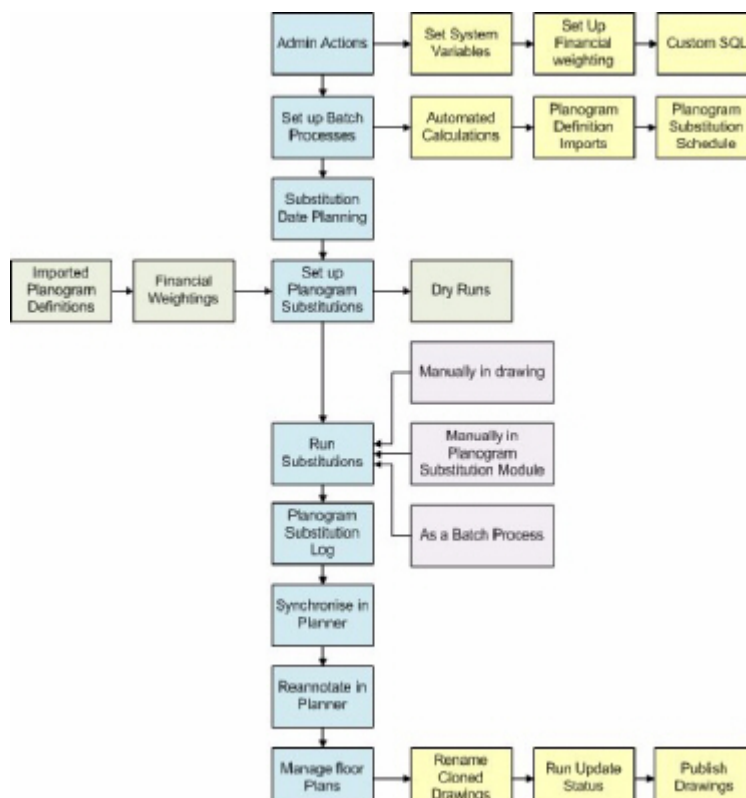 Admin Actions
Set System
Variables
Set Up
Financial
weighting
Custom SQL
Set up Batch
Processes
Automated
Calculations
Planogram
Definition
Imports
Planogram
Substitution
Schedule
Substitution
Date Planning
Imported
Planogram
Definitions
Financial
Weightings
Set up
Planogram
Substitutions
Dry Runs
Manually in drawing
Run
Substitutions
Manually in
Planogram
Substitution Module
Planogram
Substitution
Log
As a Batch Process
Synchronise in
Planner
Reannotate in
Planner
Manage floor
Plans
Rename
Cloned
Drawings
Run Update
Status
Publish
Drawings